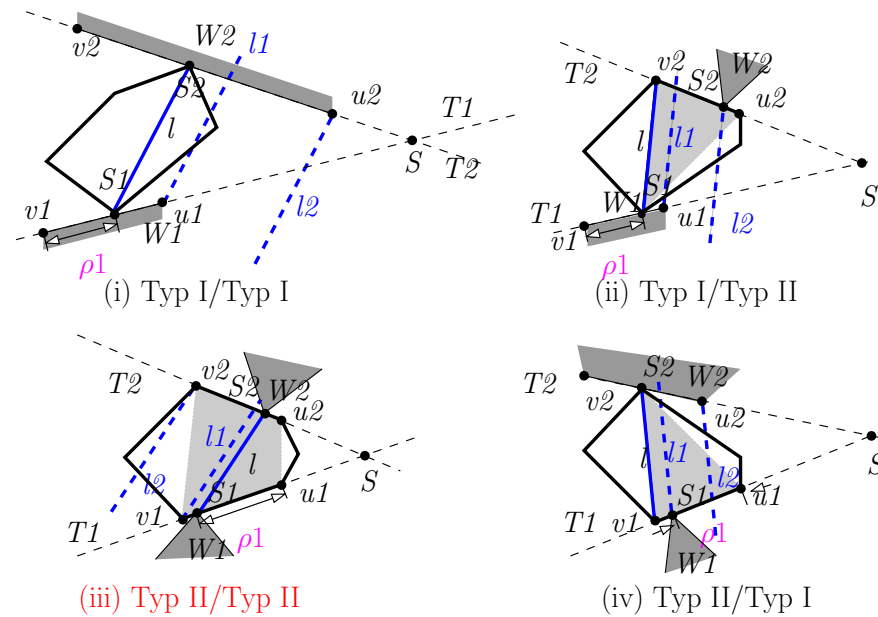 v2 W2 l1
S2 u2
l T1
S1 S T2
v1 u1 l2
W1
ρ1
(i) Typ I/Typ I
T2 v2 S2 W2
u2
l l1
S1 S
T1 W1 u1 l2
v1
ρ1
(ii) Typ I/Typ II
T2 v2 S2 W2
u2
l1
l2 l S
S1 u1
T1 v1
W1 ρ1
(iii) Typ II/Typ II
T2 S2 W2
v2 u2
l l1 S
l2
S1 u1
T1 v1
ρ1
W1
(iv) Typ II/Typ I